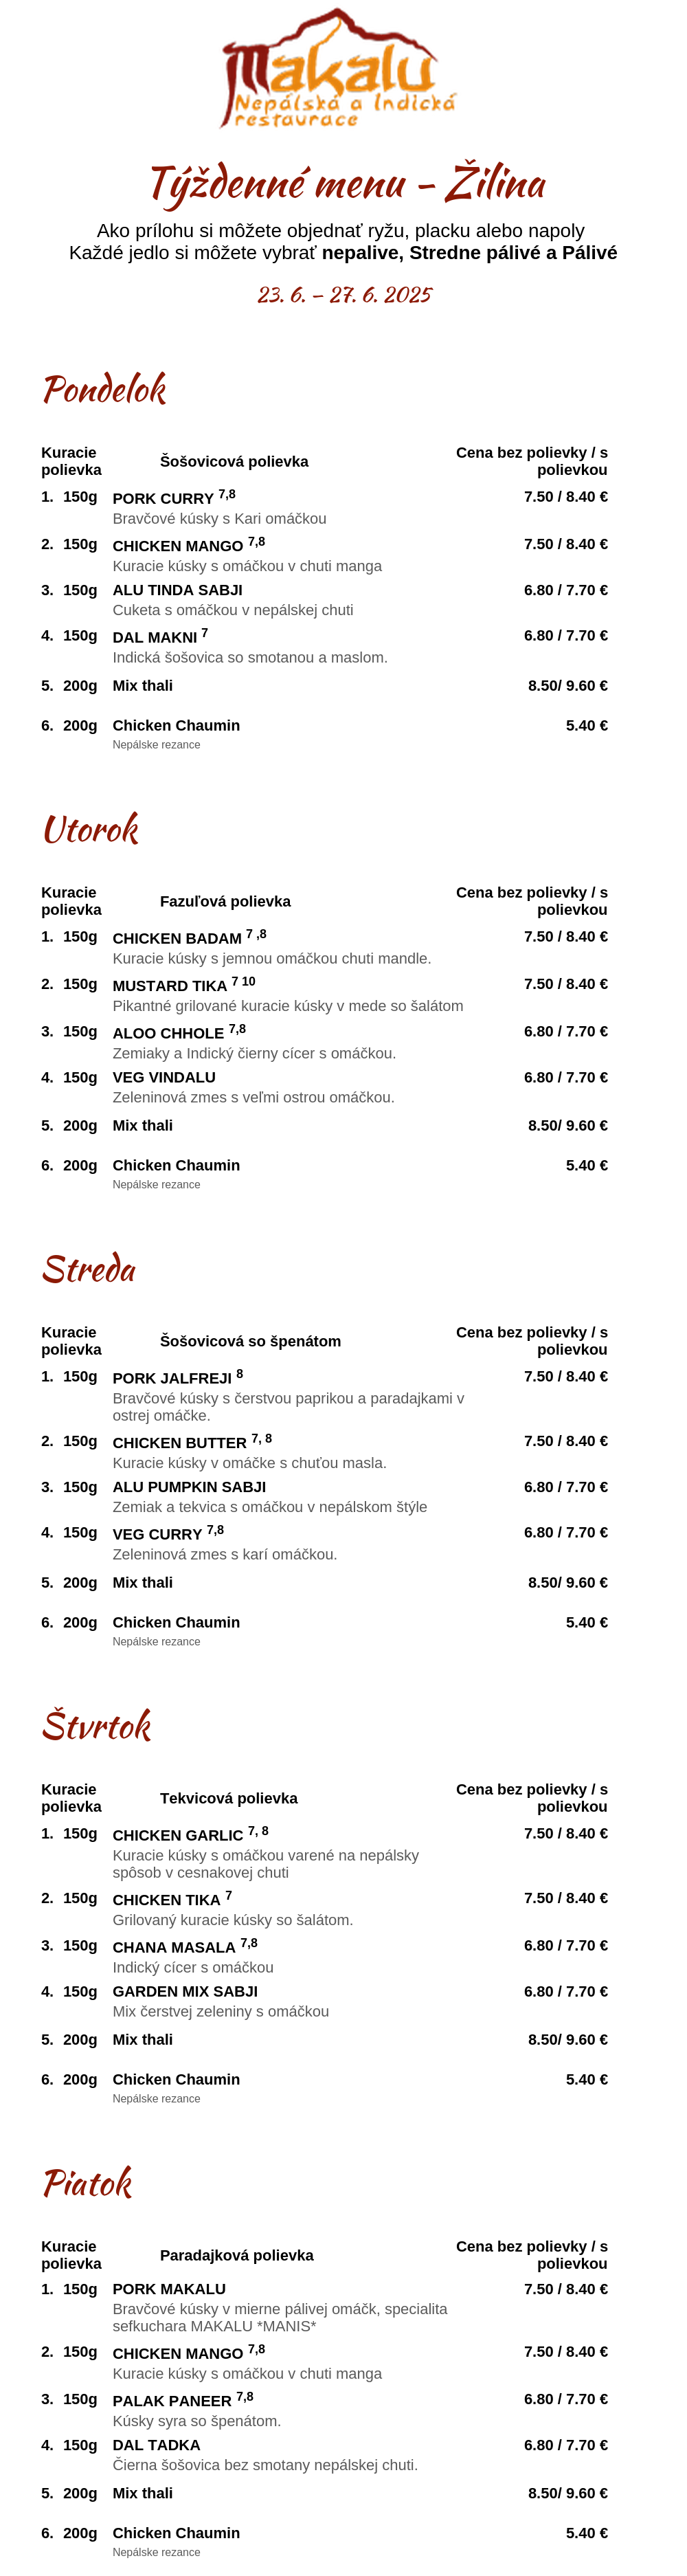 Makalu
Nepálská a Indická
restaurace
Týždenné menu - Žilina
Ako prílohu si môžete objednať ryžu, placku alebo napoly
Každé jedlo si môžete vybrať nepalive, Stredne pálivé a Pálivé
23. 6. – 27. 6. 2025
Pondelok
Kuracie polievka Šošovicová polievka Cena bez polievky / s polievkou
1. 150g PORK CURRY 7,8 7.50 / 8.40 €
Bravčové kúsky s Kari omáčkou
2. 150g CHICKEN MANGO 7,8 7.50 / 8.40 €
Kuracie kúsky s omáčkou v chuti manga
3. 150g ALU TINDA SABJI 6.80 / 7.70 €
Cuketa s omáčkou v nepálskej chuti
4. 150g DAL MAKNI 7 6.80 / 7.70 €
Indická šošovica so smotanou a maslom.
5. 200g Mix thali 8.50/ 9.60 €
6. 200g Chicken Chaumin 5.40 €
Nepálske rezance
Utorok
Kuracie polievka Fazuľová polievka Cena bez polievky / s polievkou
1. 150g CHICKEN BADAM 7 ,8 7.50 / 8.40 €
Kuracie kúsky s jemnou omáčkou chuti mandle.
2. 150g MUSTARD TIKA 7 10 7.50 / 8.40 €
Pikantné grilované kuracie kúsky v mede so šalátom
3. 150g ALOO CHHOLE 7,8 6.80 / 7.70 €
Zemiaky a Indický čierny cícer s omáčkou.
4. 150g VEG VINDALU 6.80 / 7.70 €
Zeleninová zmes s veľmi ostrou omáčkou.
5. 200g Mix thali 8.50/ 9.60 €
6. 200g Chicken Chaumin 5.40 €
Nepálske rezance
Streda
Kuracie polievka Šošovicová so špenátom Cena bez polievky / s polievkou
1. 150g PORK JALFREJI 8 7.50 / 8.40 €
Bravčové kúsky s čerstvou paprikou a paradajkami v
ostrej omáčke.
2. 150g CHICKEN BUTTER 7, 8 7.50 / 8.40 €
Kuracie kúsky v omáčke s chuťou masla.
3. 150g ALU PUMPKIN SABJI 6.80 / 7.70 €
Zemiak a tekvica s omáčkou v nepálskom štýle
4. 150g VEG CURRY 7,8 6.80 / 7.70 €
Zeleninová zmes s karí omáčkou.
5. 200g Mix thali 8.50/ 9.60 €
6. 200g Chicken Chaumin 5.40 €
Nepálske rezance
Štvrtok
Kuracie polievka Tekvicová polievka Cena bez polievky / s polievkou
1. 150g CHICKEN GARLIC 7, 8 7.50 / 8.40 €
Kuracie kúsky s omáčkou varené na nepálsky
spôsob v cesnakovej chuti
2. 150g CHICKEN TIKA 7 7.50 / 8.40 €
Grilovaný kuracie kúsky so šalátom.
3. 150g CHANA MASALA 7,8 6.80 / 7.70 €
Indický cícer s omáčkou
4. 150g GARDEN MIX SABJI 6.80 / 7.70 €
Mix čerstvej zeleniny s omáčkou
5. 200g Mix thali 8.50/ 9.60 €
6. 200g Chicken Chaumin 5.40 €
Nepálske rezance
Piatok
Kuracie polievka Paradajková polievka Cena bez polievky / s polievkou
1. 150g PORK MAKALU 7.50 / 8.40 €
Bravčové kúsky v mierne pálivej omáčk, specialita
sefkuchara MAKALU *MANIS*
2. 150g CHICKEN MANGO 7,8 7.50 / 8.40 €
Kuracie kúsky s omáčkou v chuti manga
3. 150g PALAK PANEER 7,8 6.80 / 7.70 €
Kúsky syra so špenátom.
4. 150g DAL TADKA 6.80 / 7.70 €
Čierna šošovica bez smotany nepálskej chuti.
5. 200g Mix thali 8.50/ 9.60 €
6. 200g Chicken Chaumin 5.40 €
Nepálske rezance